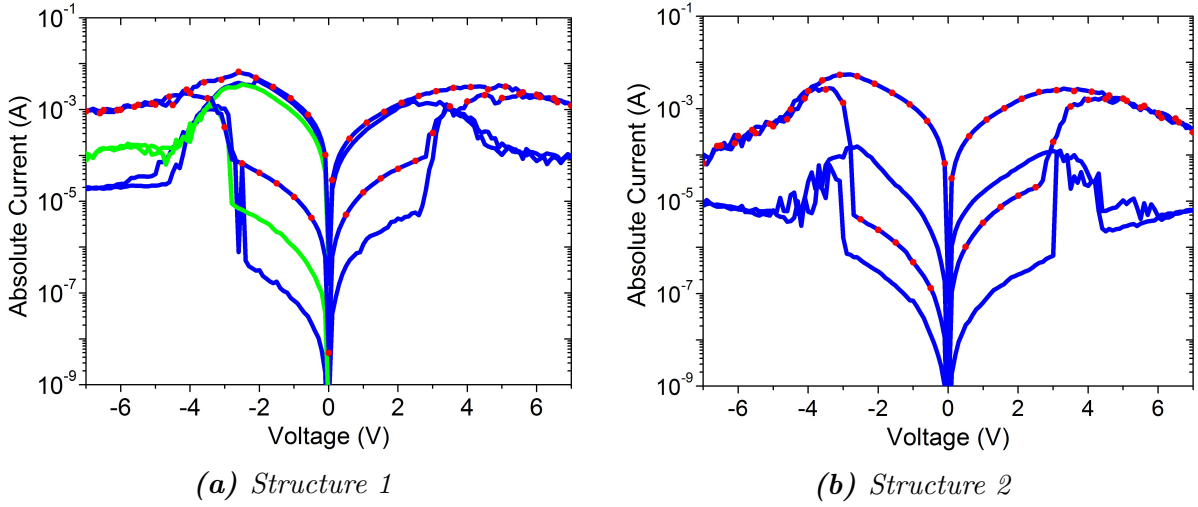 10⁻¹
10⁻³
10⁻⁵
10⁻⁷
10⁻⁹
Absolute Current (A)
-6 -4 -2 0 2 4 6
Voltage (V)
(a) Structure 1
10⁻¹
10⁻³
10⁻⁵
10⁻⁷
10⁻⁹
Absolute Current (A)
-6 -4 -2 0 2 4 6
Voltage (V)
(b) Structure 2